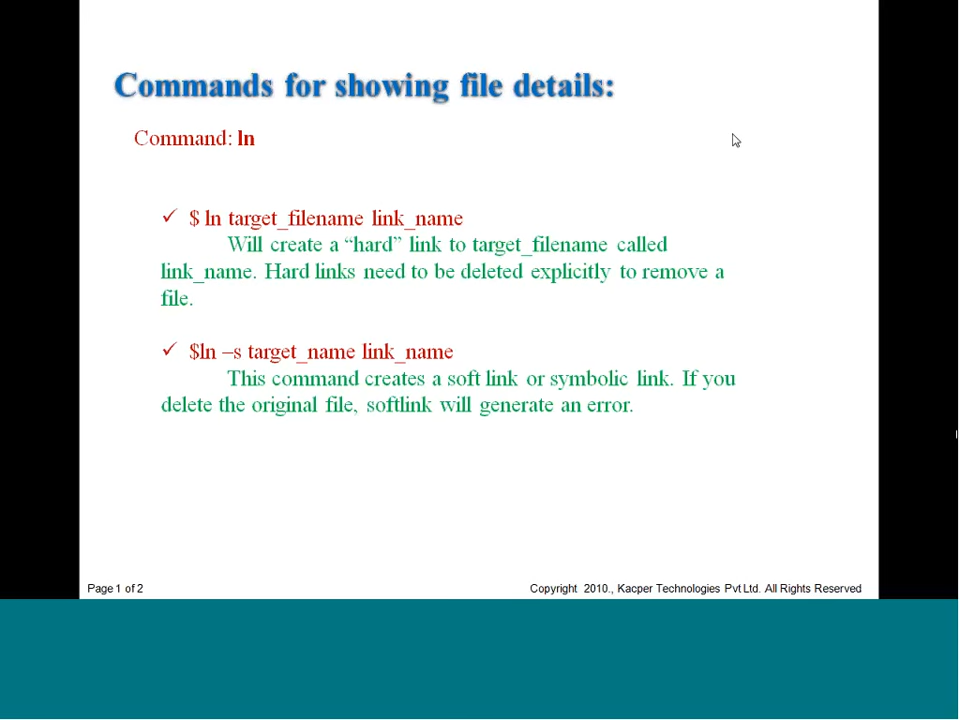 Commands for showing file details:
Command: ln
✓ $ ln target_filename link_name
Will create a “hard” link to target_filename called
link_name. Hard links need to be deleted explicitly to remove a
file.
✓ $ln –s target_name link_name
This command creates a soft link or symbolic link. If you
delete the original file, softlink will generate an error.
Page 1 of 2
Copyright 2010., Kacper Technologies Pvt Ltd. All Rights Reserved